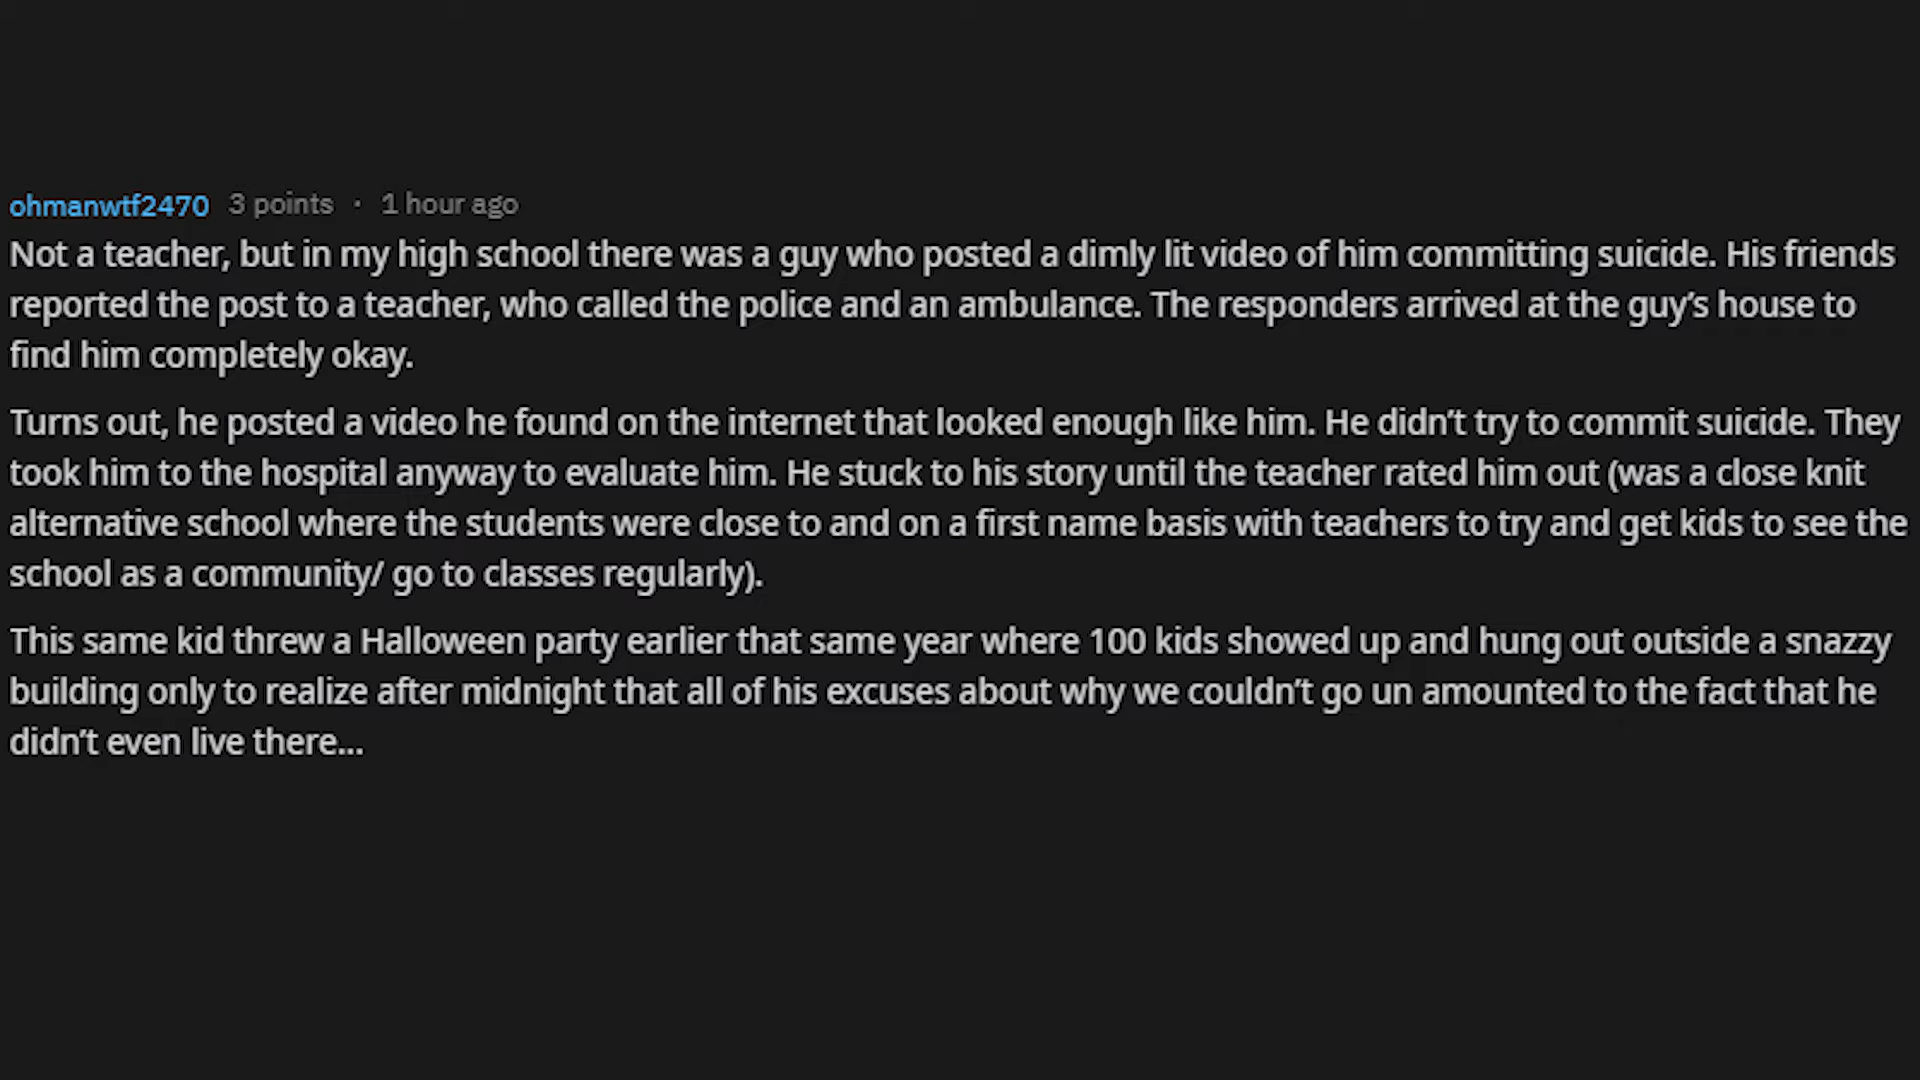 ohmanwtf2470 3 points · 1 hour ago
Not a teacher, but in my high school there was a guy who posted a dimly lit video of him committing suicide. His friends
reported the post to a teacher, who called the police and an ambulance. The responders arrived at the guy’s house to
find him completely okay.
Turns out, he posted a video he found on the internet that looked enough like him. He didn’t try to commit suicide. They
took him to the hospital anyway to evaluate him. He stuck to his story until the teacher rated him out (was a close knit
alternative school where the students were close to and on a first name basis with teachers to try and get kids to see the
school as a community/ go to classes regularly).
This same kid threw a Halloween party earlier that same year where 100 kids showed up and hung out outside a snazzy
building only to realize after midnight that all of his excuses about why we couldn’t go un amounted to the fact that he
didn’t even live there...